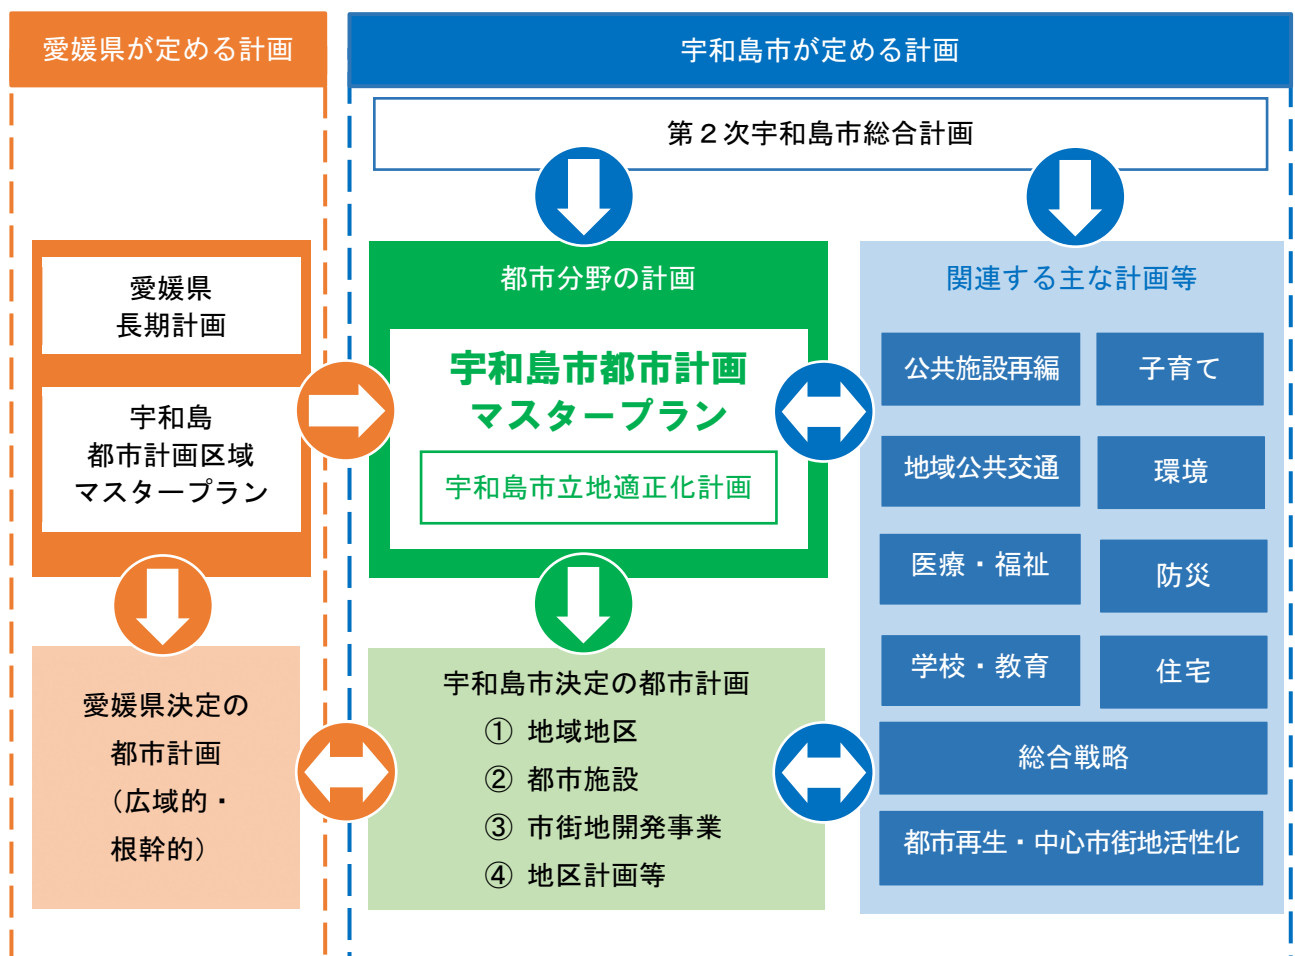 愛媛県が定める計画
宇和島市が定める計画
第２次宇和島市総合計画
愛媛県
長期計画
宇和島
都市計画区域
マスタープラン
都市分野の計画
宇和島市都市計画
マスタープラン
宇和島市立地適正化計画
関連する主な計画等
公共施設再編
子育て
地域公共交通
環境
医療・福祉
防災
学校・教育
住宅
総合戦略
都市再生・中心市街地活性化
愛媛県決定の
都市計画
（広域的・
根幹的）
宇和島市決定の都市計画
① 地域地区
② 都市施設
③ 市街地開発事業
④ 地区計画等